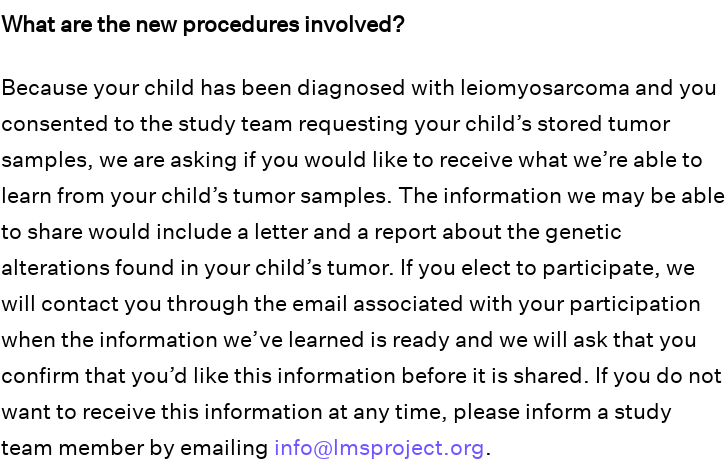 What are the new procedures involved?
Because your child has been diagnosed with leiomyosarcoma and you
consented to the study team requesting your child’s stored tumor
samples, we are asking if you would like to receive what we’re able to
learn from your child’s tumor samples. The information we may be able
to share would include a letter and a report about the genetic
alterations found in your child’s tumor. If you elect to participate, we
will contact you through the email associated with your participation
when the information we’ve learned is ready and we will ask that you
confirm that you’d like this information before it is shared. If you do not
want to receive this information at any time, please inform a study
team member by emailing info@lmsproject.org.